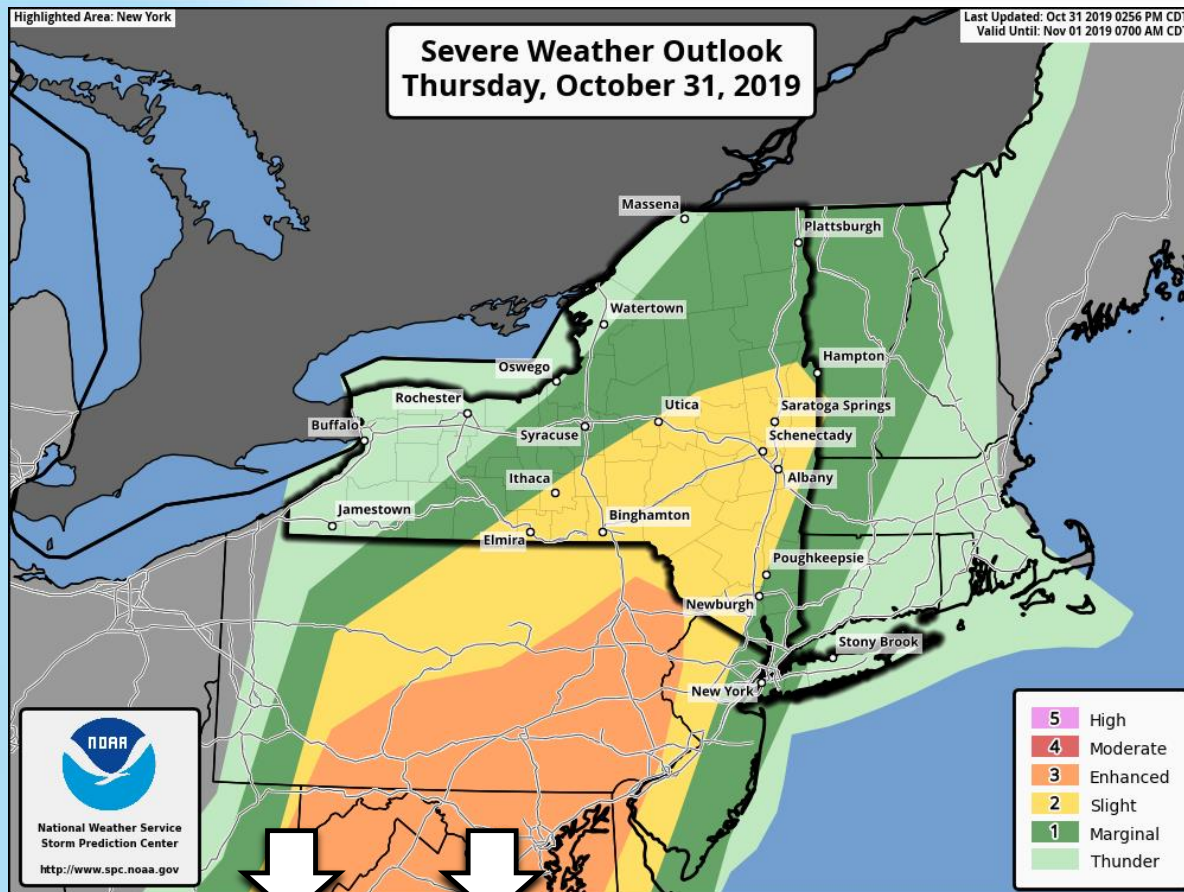 Highlighted Area: New York
Last Updated: Oct 31 2019 0256 PM CDT
Valid Until: Nov 01 2019 0700 AM CDT
Severe Weather Outlook
Thursday, October 31, 2019
Massena
Plattsburgh
Watertown
Hampton
Oswego
Rochester
Utica
Saratoga Springs
Buffalo
Syracuse
Schenectady
Ithaca
Albany
Jamestown
Binghamton
Elmira
Poughkeepsie
Newburgh
Stony Brook
New York
NOAA
National Weather Service
Storm Prediction Center
http://www.spc.noaa.gov
5 High
4 Moderate
3 Enhanced
2 Slight
1 Marginal
Thunder